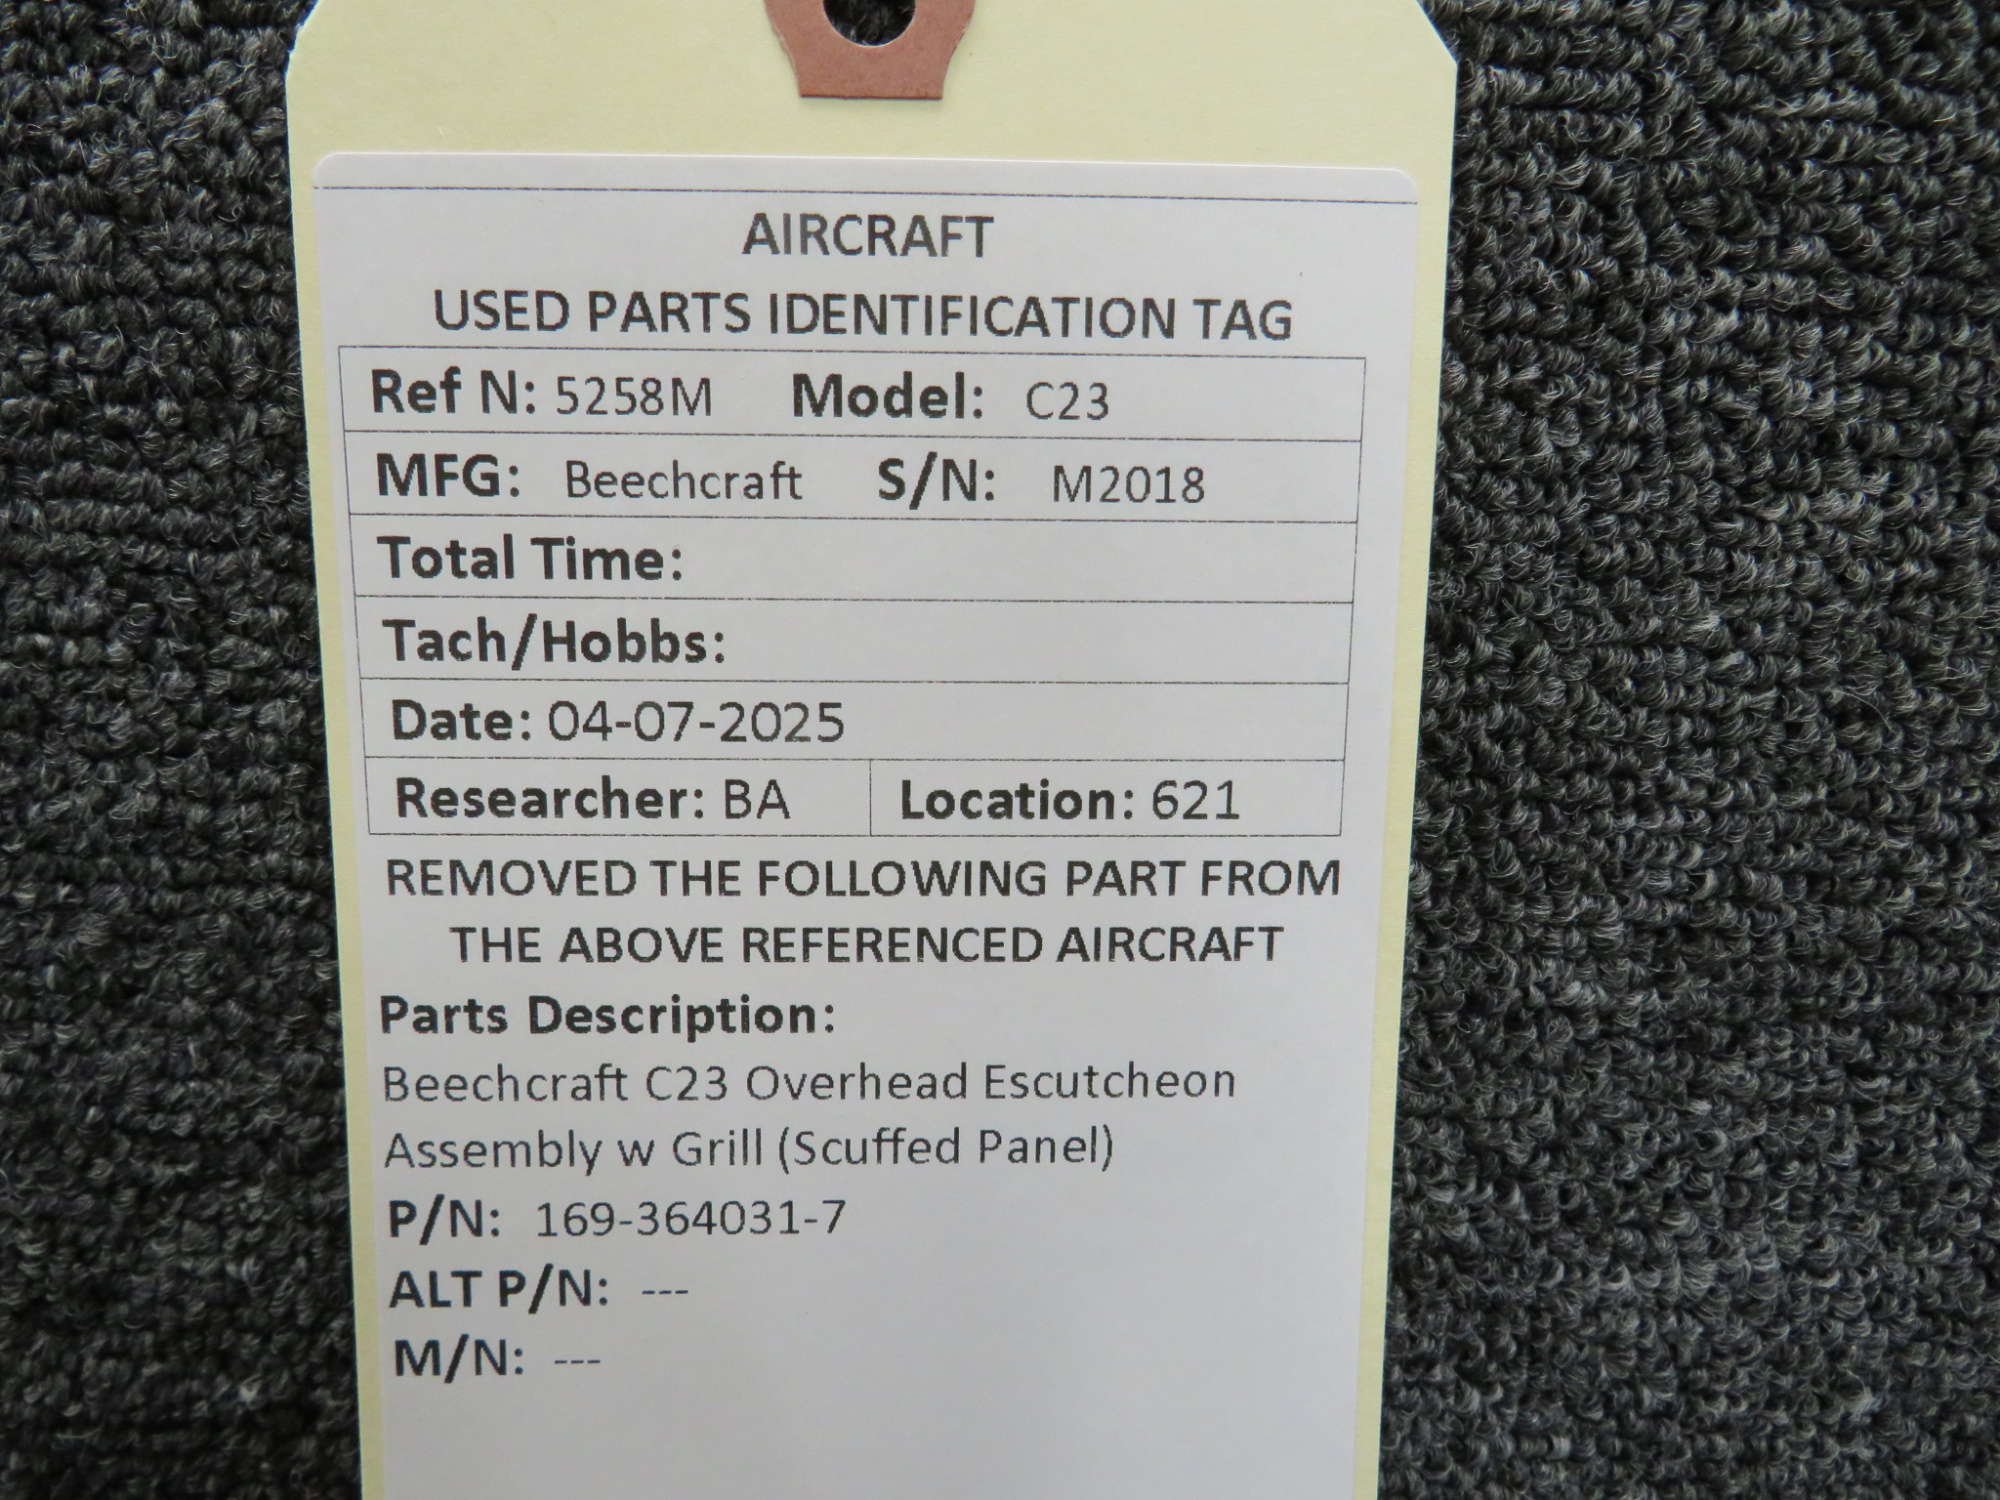 AIRCRAFT
USED PARTS IDENTIFICATION TAG
Ref N: 5258M Model: C23
MFG: Beechcraft S/N: M2018
Total Time:
Tach/Hobbs:
Date: 04-07-2025
Researcher: BA Location: 621
REMOVED THE FOLLOWING PART FROM
THE ABOVE REFERENCED AIRCRAFT
Parts Description:
Beechcraft C23 Overhead Escutcheon
Assembly w Grill (Scuffed Panel)
P/N: 169-364031-7
ALT P/N: ---
M/N: ---